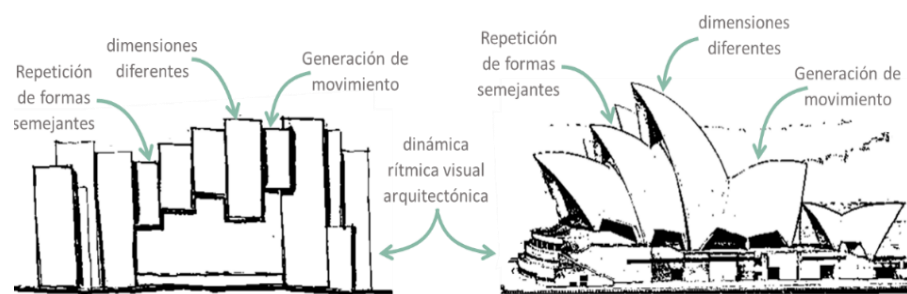 Repetición
de formas
semejantes
dimensiones
diferentes
Generación de
movimiento
dinámica
rítmica visual
arquitectónica
Repetición
de formas
semejantes
dimensiones
diferentes
Generación de
movimiento